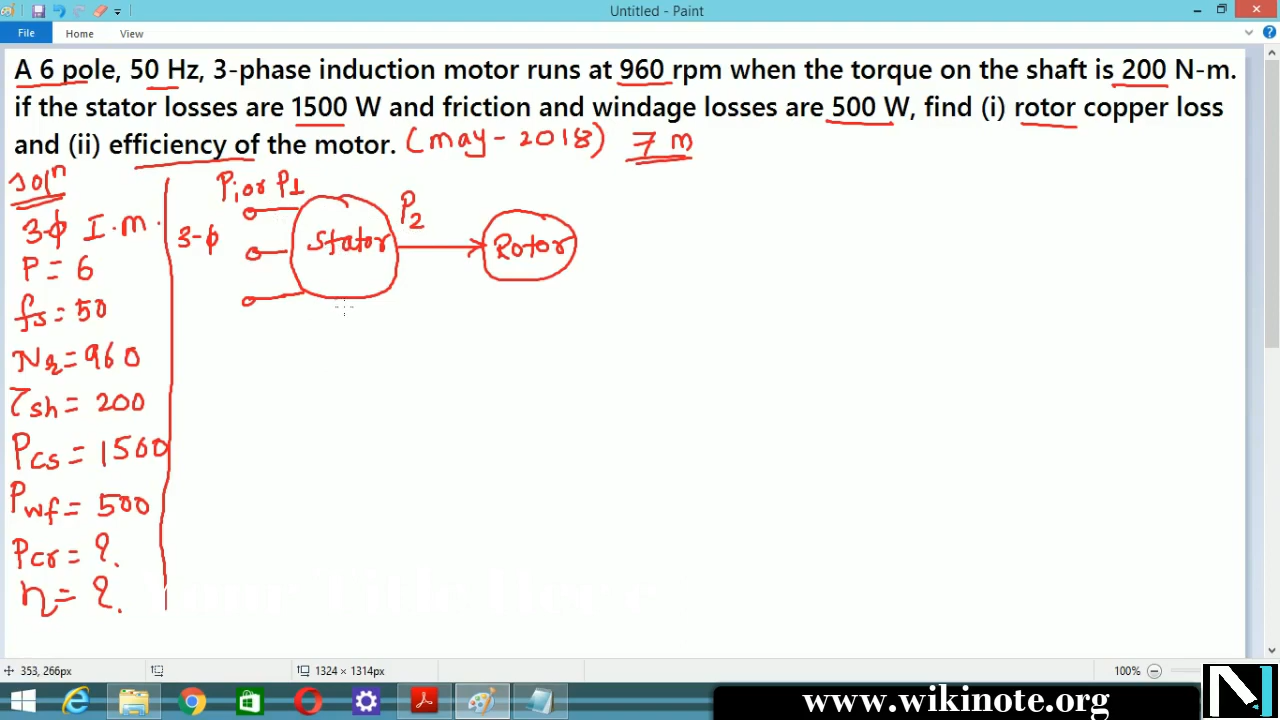 Untitled - Paint
File Home View
A 6 pole, 50 Hz, 3-phase induction motor runs at 960 rpm when the torque on the shaft is 200 N-m.
if the stator losses are 1500 W and friction and windage losses are 500 W, find (i) rotor copper loss
and (ii) efficiency of the motor. (may-2018) 7 m
solⁿ
3-ϕ I.m.
P = 6
fs = 50
Nr = 960
τsh = 200
Pcs = 1500
Pwf = 500
Pcr = ?.
η = ?.
Pi or P1
3-ϕ
Stator
P2
Rotor
353, 266px
1324 × 1314px
100%
www.wikinote.org
N